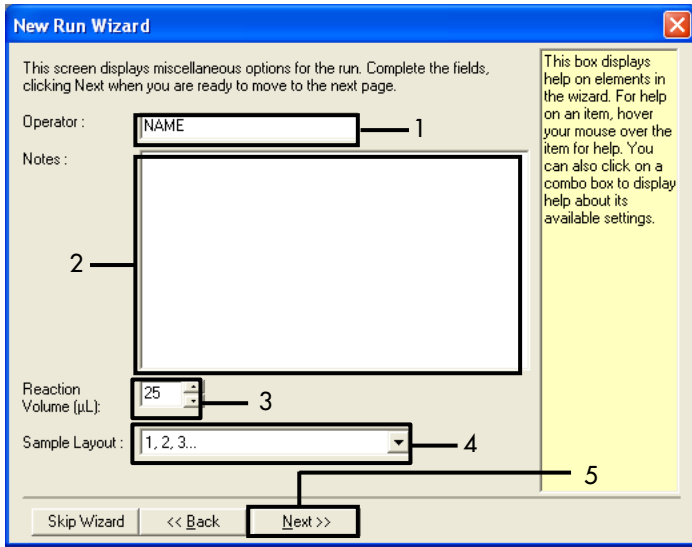 New Run Wizard
This screen displays miscellaneous options for the run. Complete the fields,
clicking Next when you are ready to move to the next page.
Operator :
NAME
1
Notes :
2
Reaction
Volume (µL):
25
3
Sample Layout :
1, 2, 3...
4
5
Skip Wizard
<< Back
Next >>
This box displays
help on elements in
the wizard. For help
on an item, hover
your mouse over the
item for help. You
can also click on a
combo box to display
help about its
available settings.